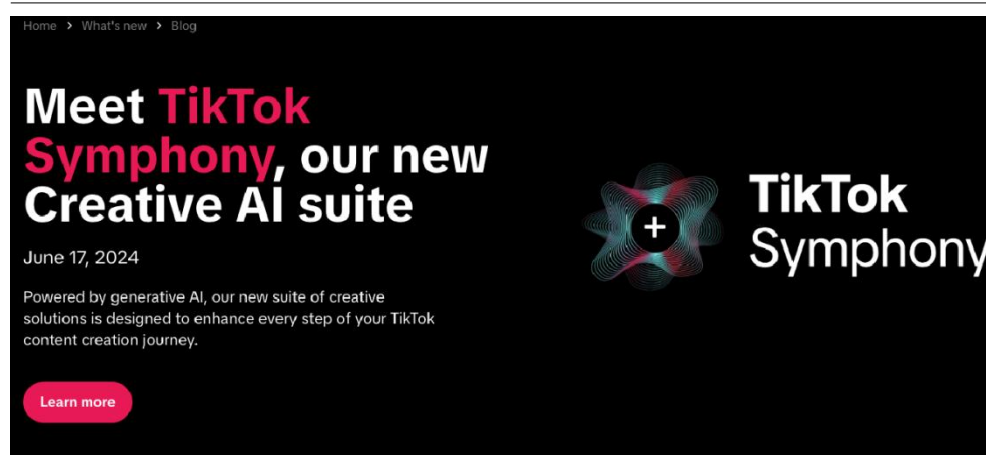 Home > What's new > Blog
Meet TikTok
Symphony, our new
Creative AI suite
June 17, 2024
Powered by generative AI, our new suite of creative
solutions is designed to enhance every step of your TikTok
content creation journey.
Learn more
TikTok
Symphony